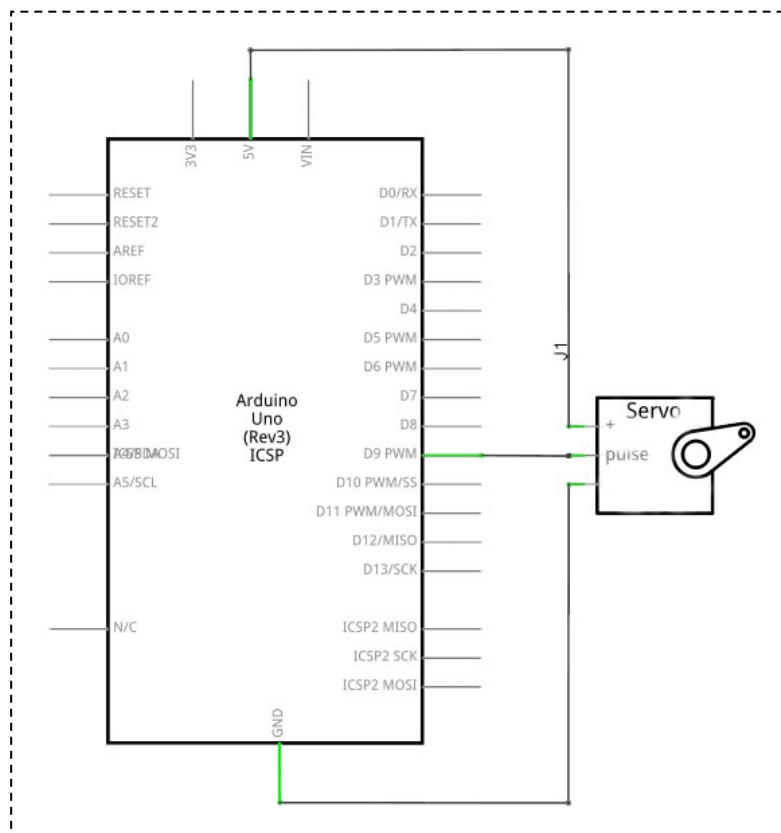 3V3
5V
VIN
RESET
RESET2
AREF
IOREF
A0
A1
A2
A3
A5/SCL
N/C
Arduino
Uno
(Rev3)
ICSP
D0/RX
D1/TX
D2
D3 PWM
D4
D5 PWM
D6 PWM
D7
D8
D9 PWM
D10 PWM/SS
D11 PWM/MOSI
D12/MISO
D13/SCK
ICSP2 MISO
ICSP2 SCK
ICSP2 MOSI
GND
J1
Servo
+
pulse
-